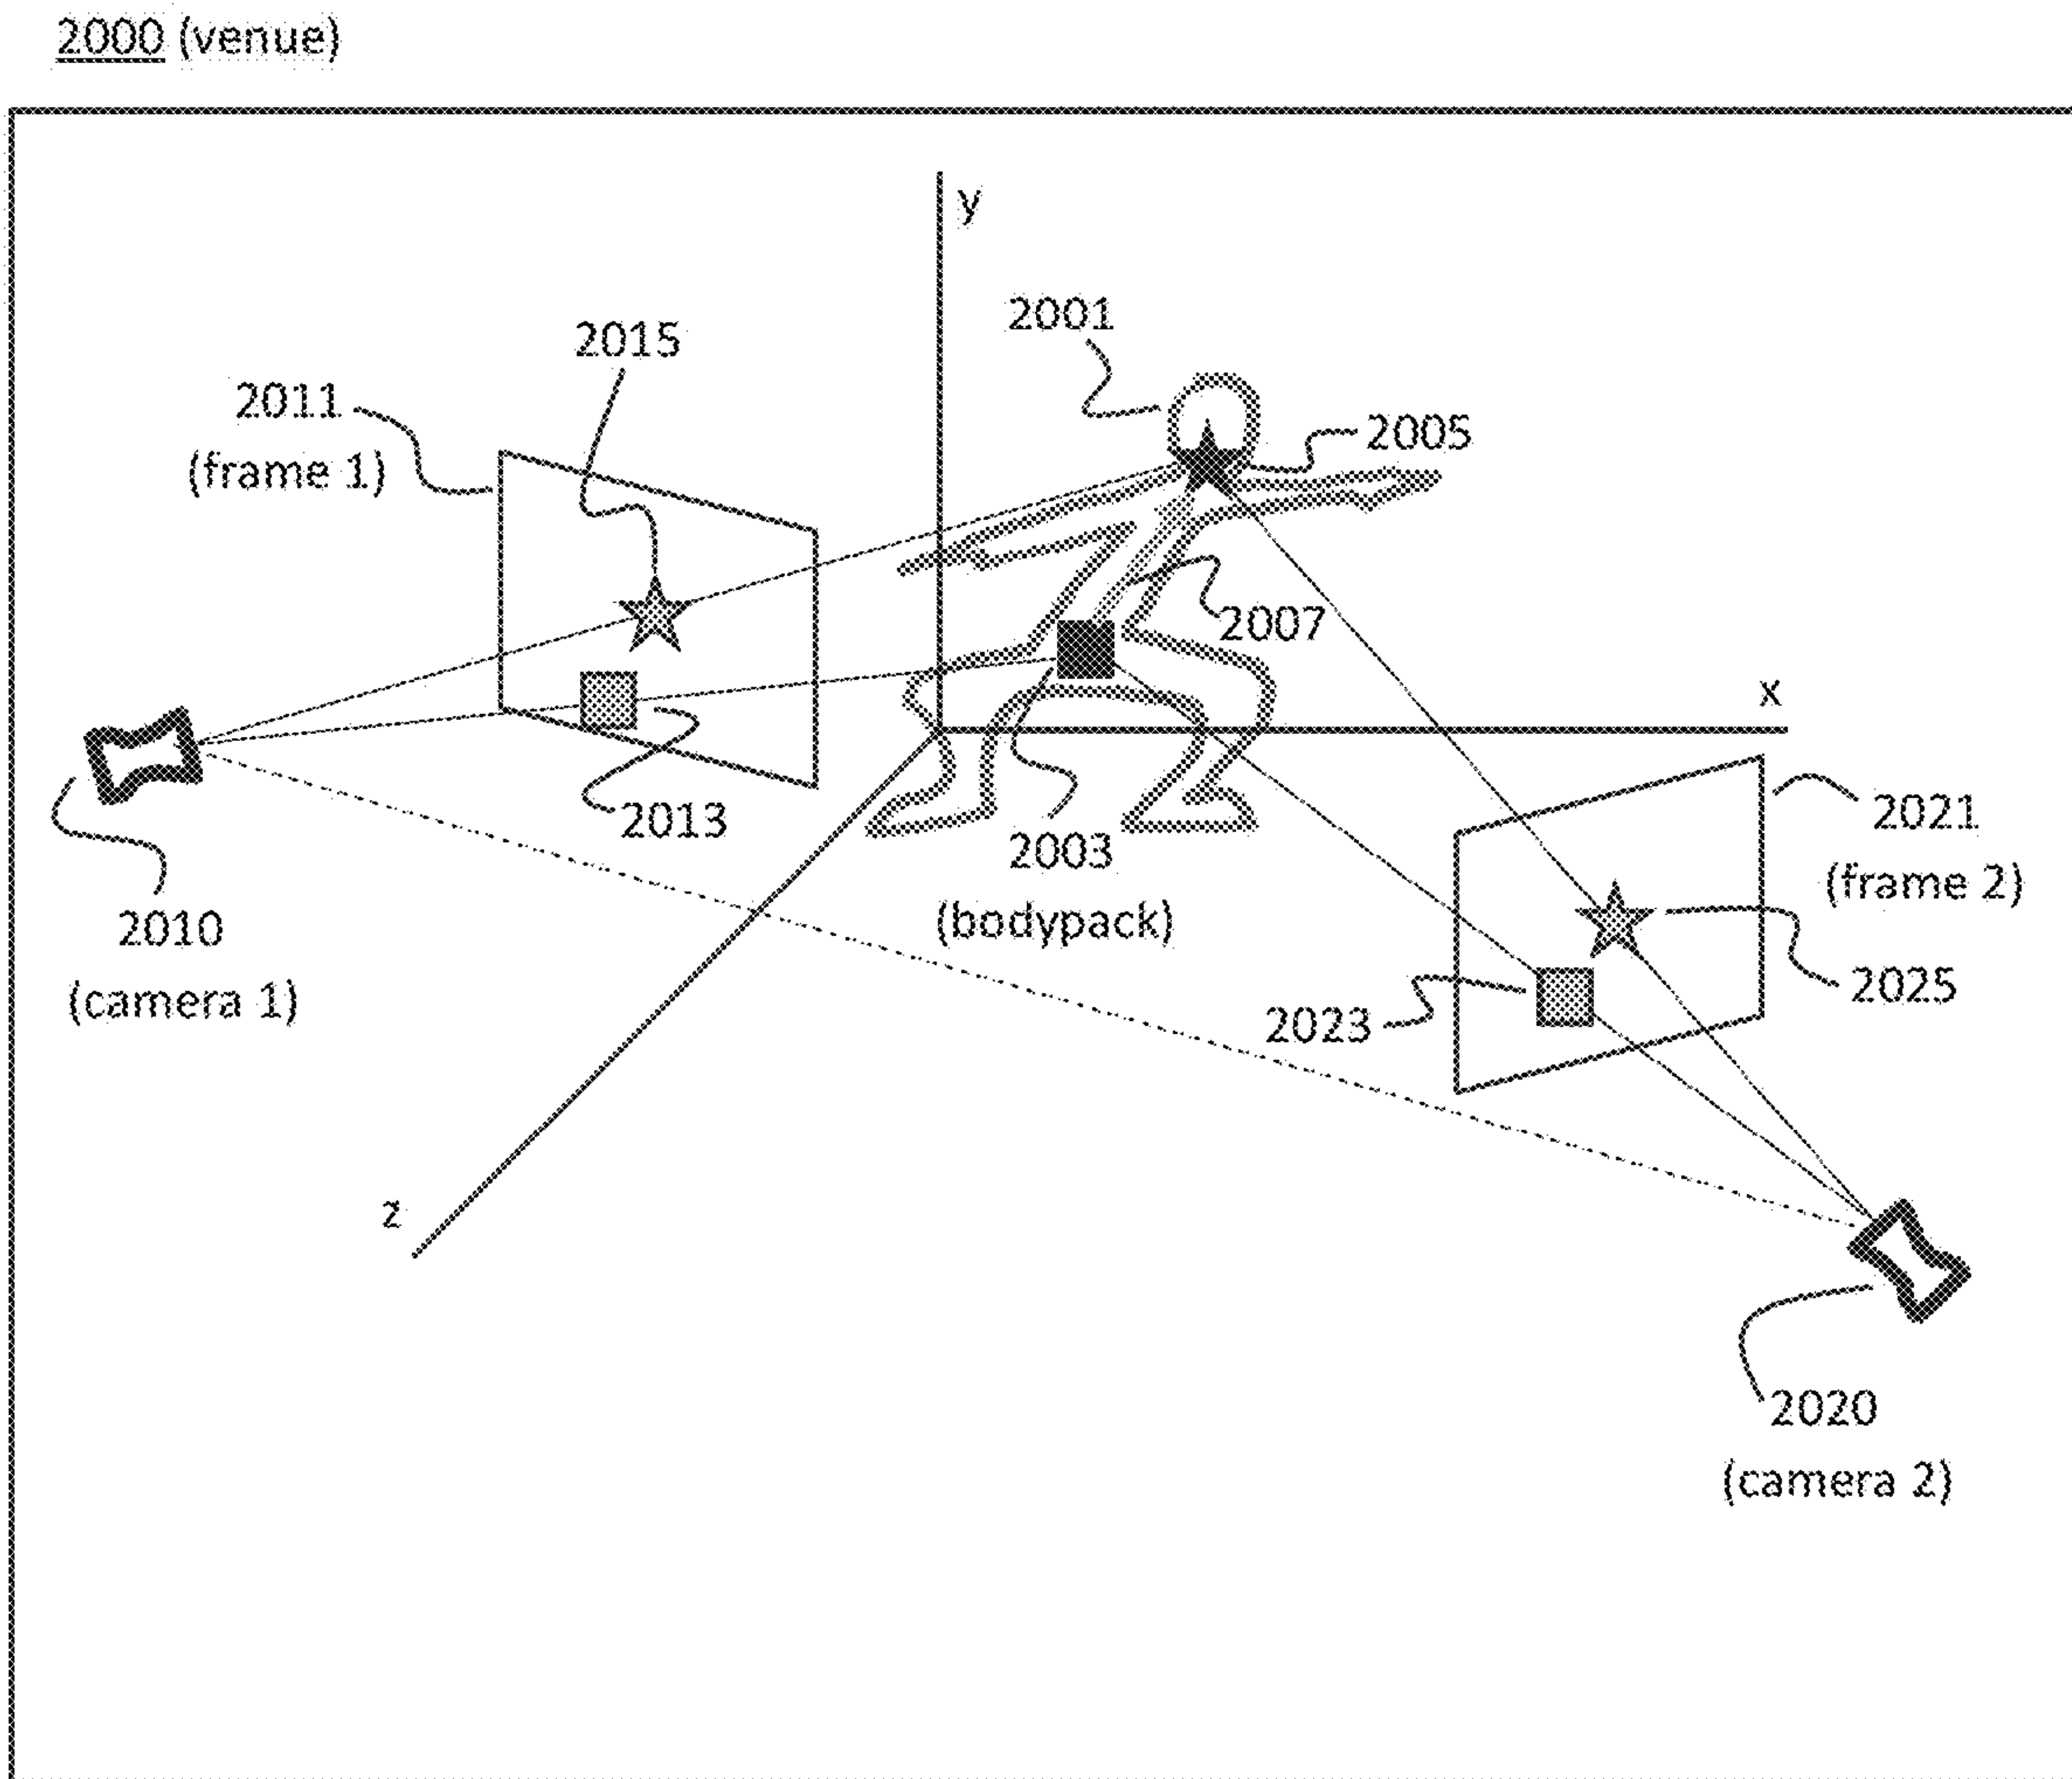 2000 (venue)
y
2001
2015
2011
(frame 1)
2005
2007
x
2013
2003
(bodypack)
2021
(frame 2)
2010
(camera 1)
2025
2023
z
2020
(camera 2)